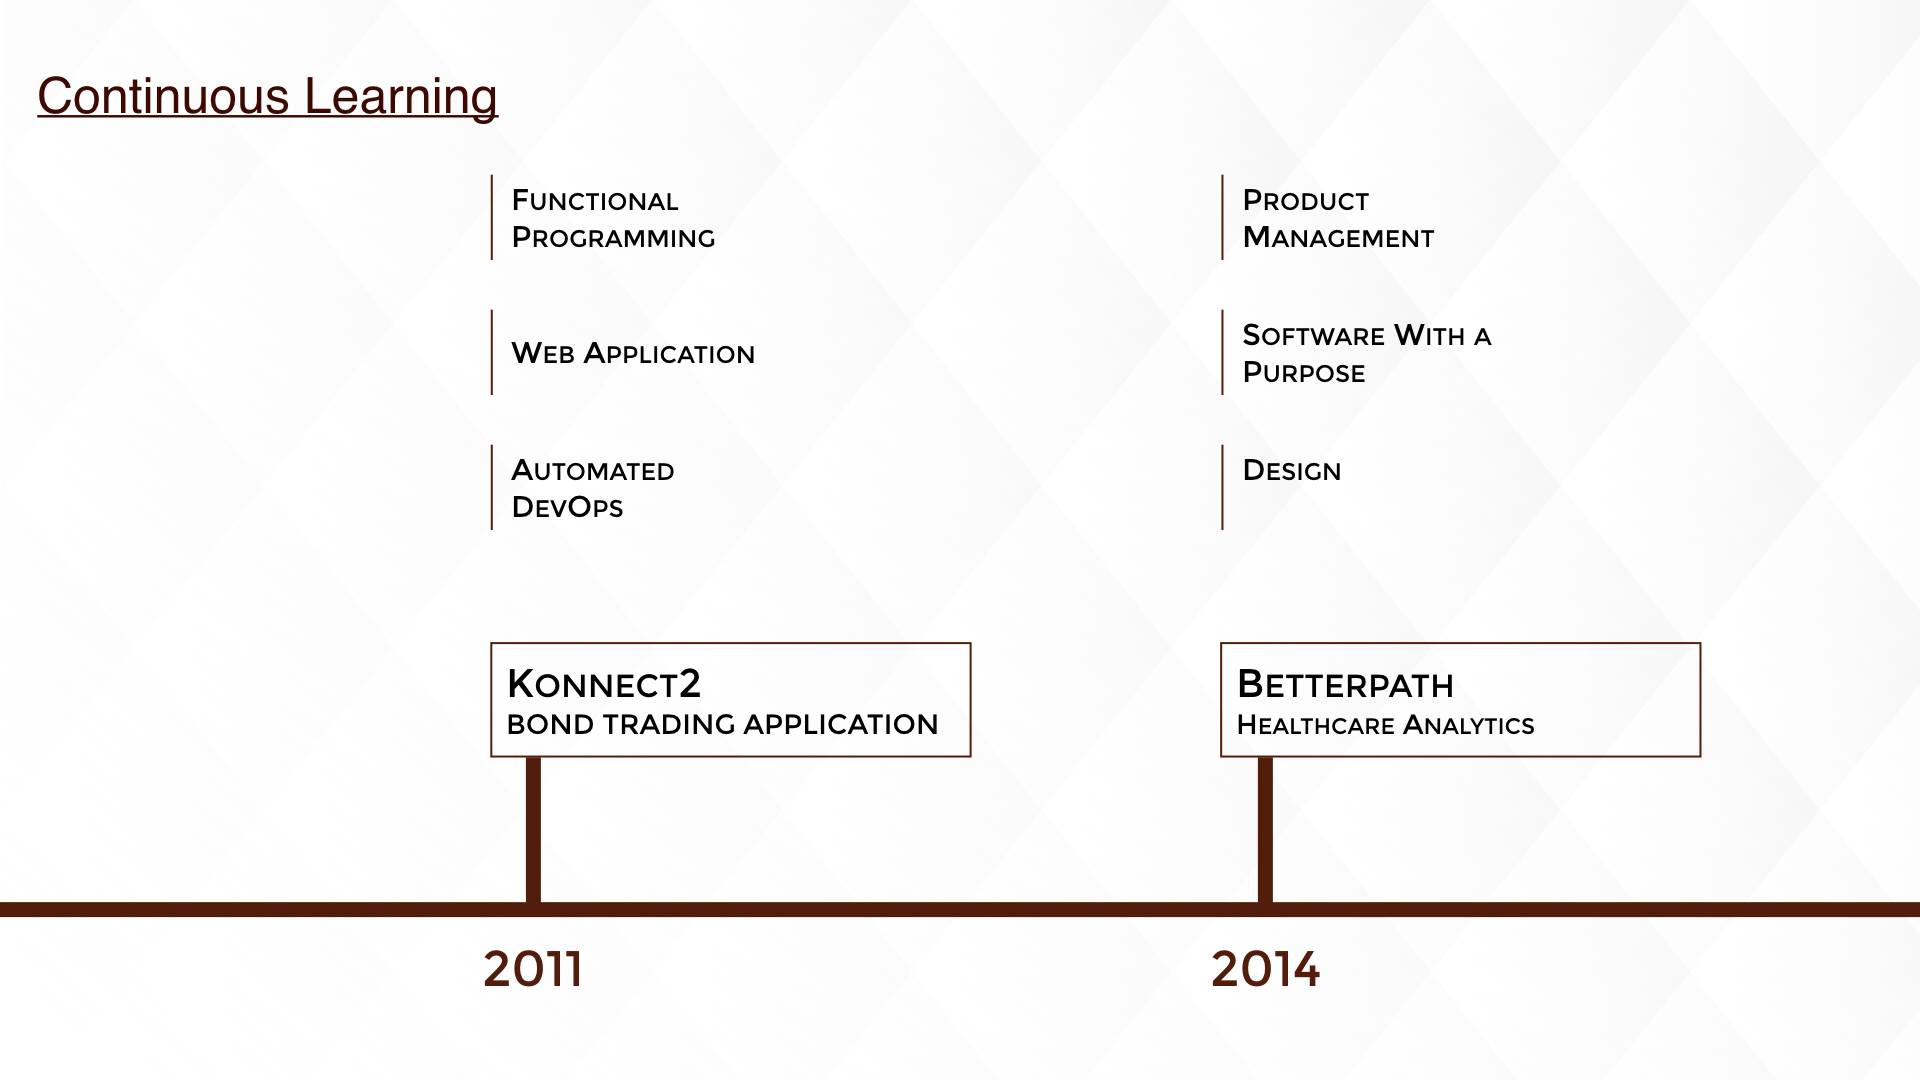 Continuous Learning
Functional
Programming
Web Application
Automated
DevOps
Konnect2
BOND TRADING APPLICATION
2011
Product
Management
Software With a
Purpose
Design
Betterpath
Healthcare Analytics
2014